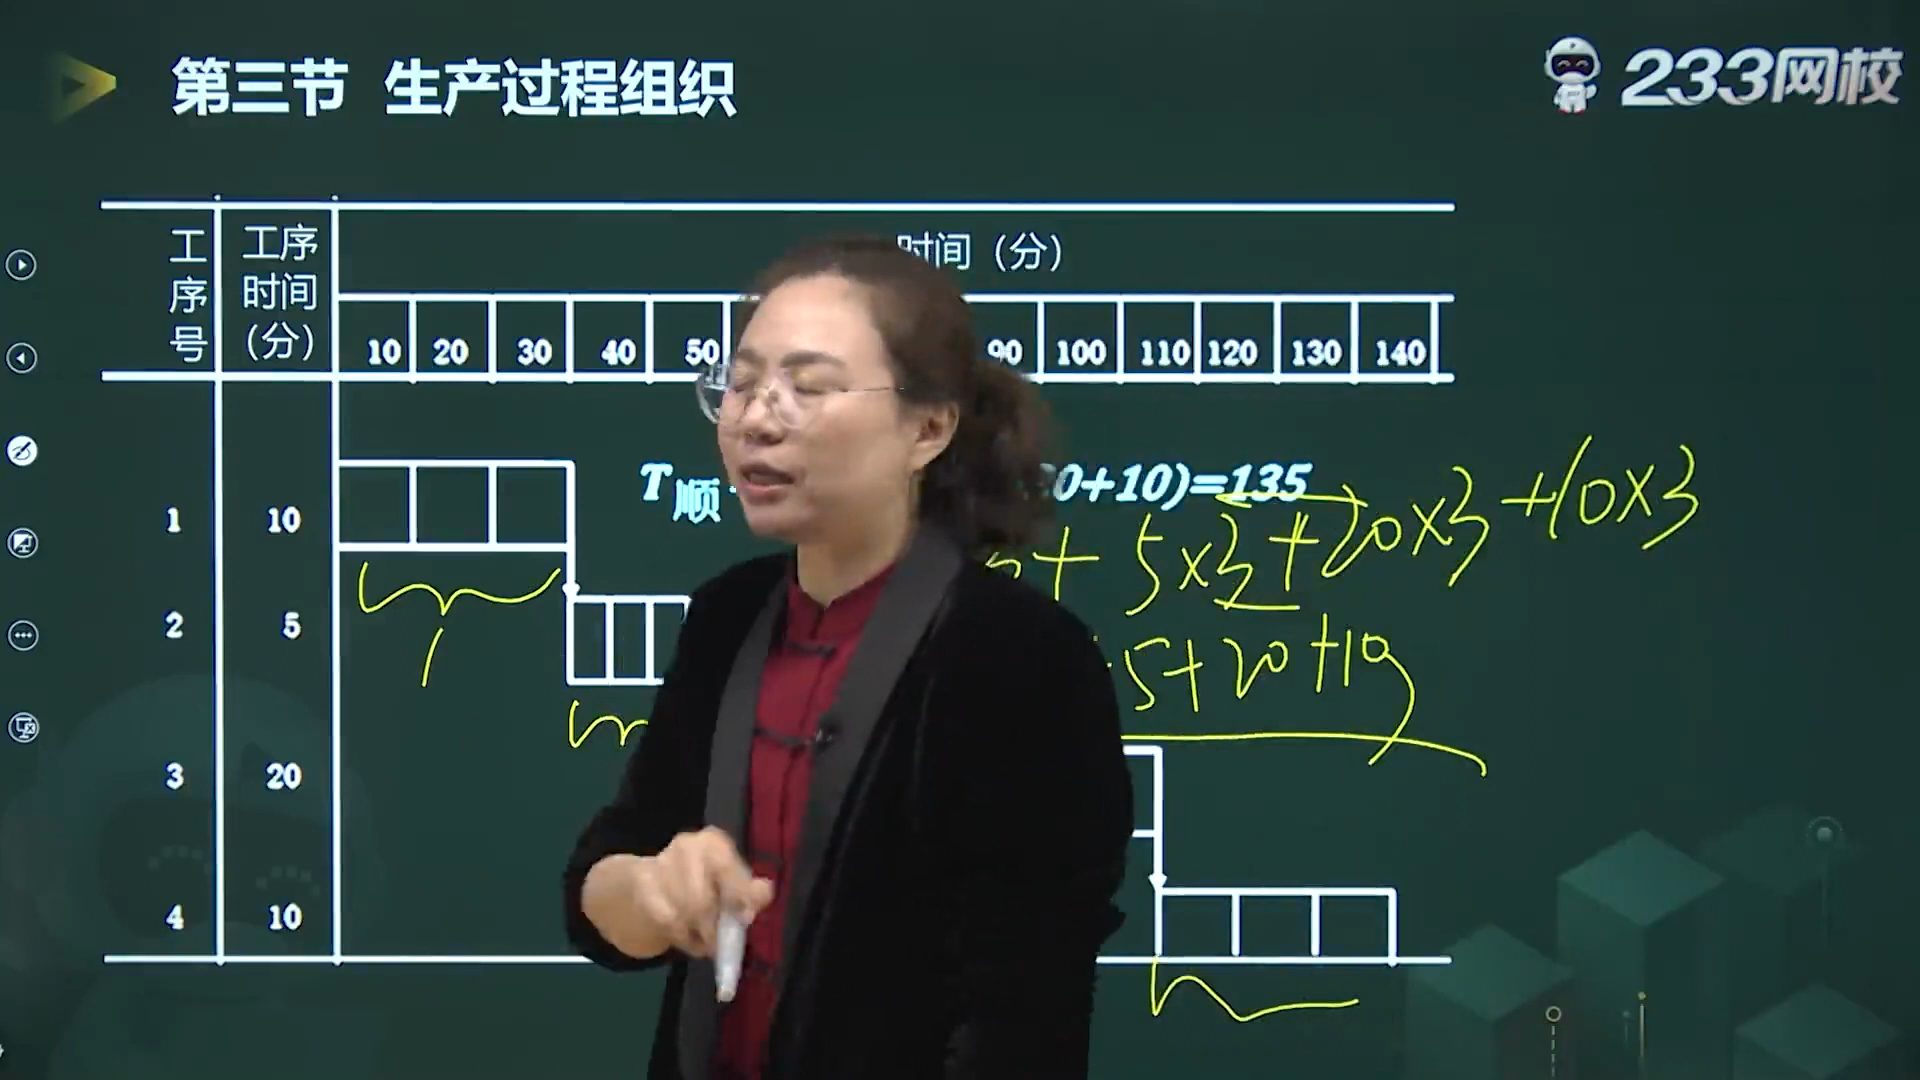 第三节 生产过程组织
233网校
工序号 工序时间（分） 时间（分）
10 20 30 40 50 90 100 110 120 130 140
1 10
T顺 0+10)=135
+ 5×3+20×3+10×3
2 5
5+20+10
3 20
4 10